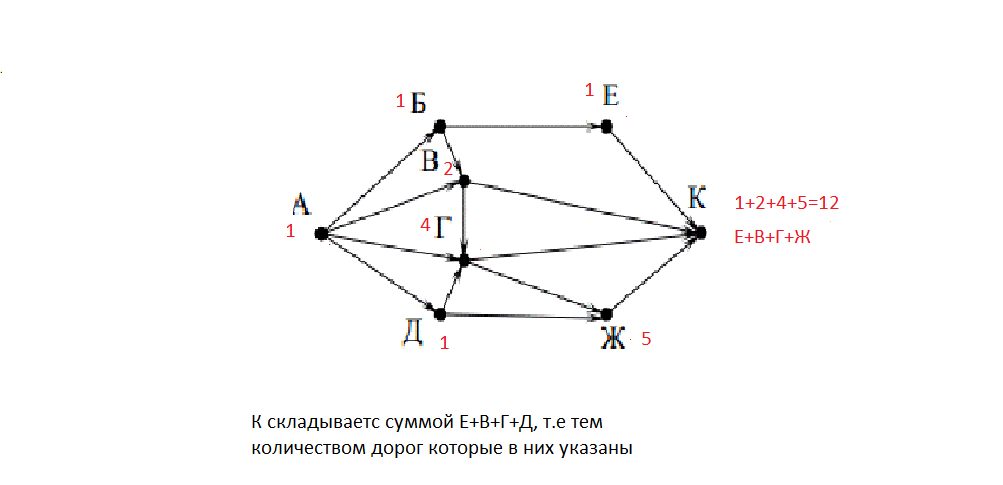 1 Б
1 Е
В 2
А
1
4 Г
К
1+2+4+5=12
Е+В+Г+Ж
Д 1
Ж 5
К складываетс суммой Е+В+Г+Д, т.е тем
количеством дорог которые в них указаны